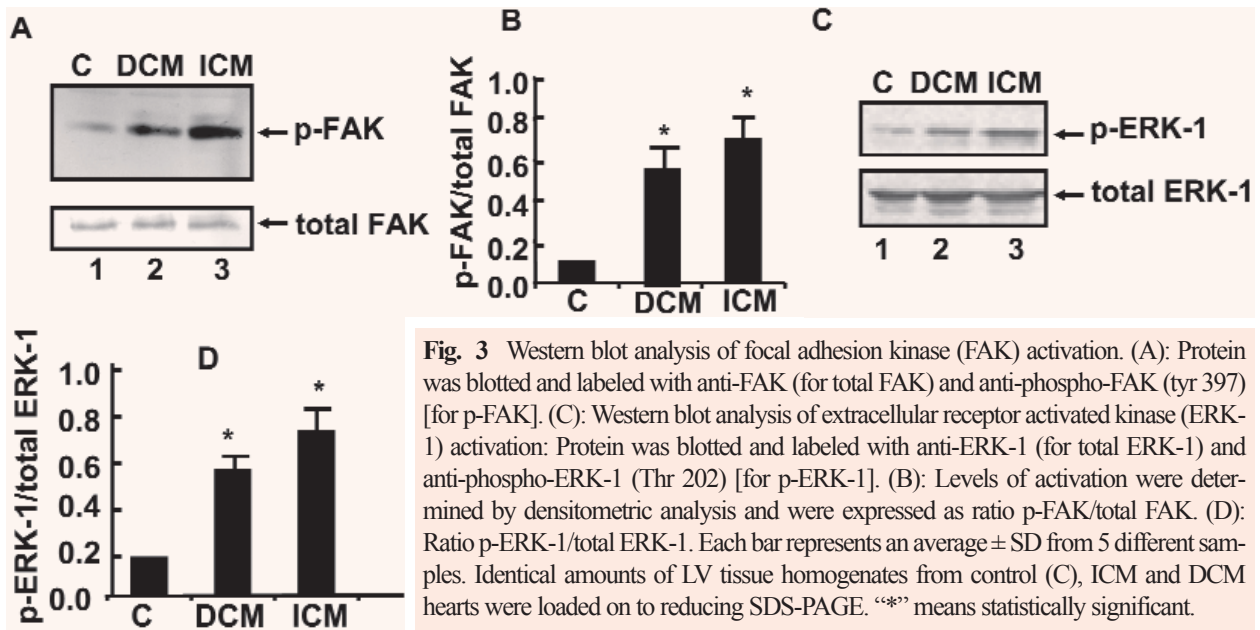 A
C DCM ICM
p-FAK
total FAK
1 2 3
B
p-FAK/total FAK
1.0
0.8
0.6
0.4
0.2
0.0
*
*
C DCM ICM
C
C DCM ICM
p-ERK-1
total ERK-1
1 2 3
D
p-ERK-1/total ERK-1
1.0
0.8
0.6
0.4
0.2
0.0
*
*
C DCM ICM
Fig. 3 Western blot analysis of focal adhesion kinase (FAK) activation. (A): Protein
was blotted and labeled with anti-FAK (for total FAK) and anti-phospho-FAK (tyr 397)
[for p-FAK]. (C): Western blot analysis of extracellular receptor activated kinase (ERK-
1) activation: Protein was blotted and labeled with anti-ERK-1 (for total ERK-1) and
anti-phospho-ERK-1 (Thr 202) [for p-ERK-1]. (B): Levels of activation were deter-
mined by densitometric analysis and were expressed as ratio p-FAK/total FAK. (D):
Ratio p-ERK-1/total ERK-1. Each bar represents an average ± SD from 5 different sam-
ples. Identical amounts of LV tissue homogenates from control (C), ICM and DCM
hearts were loaded on to reducing SDS-PAGE. “*” means statistically significant.